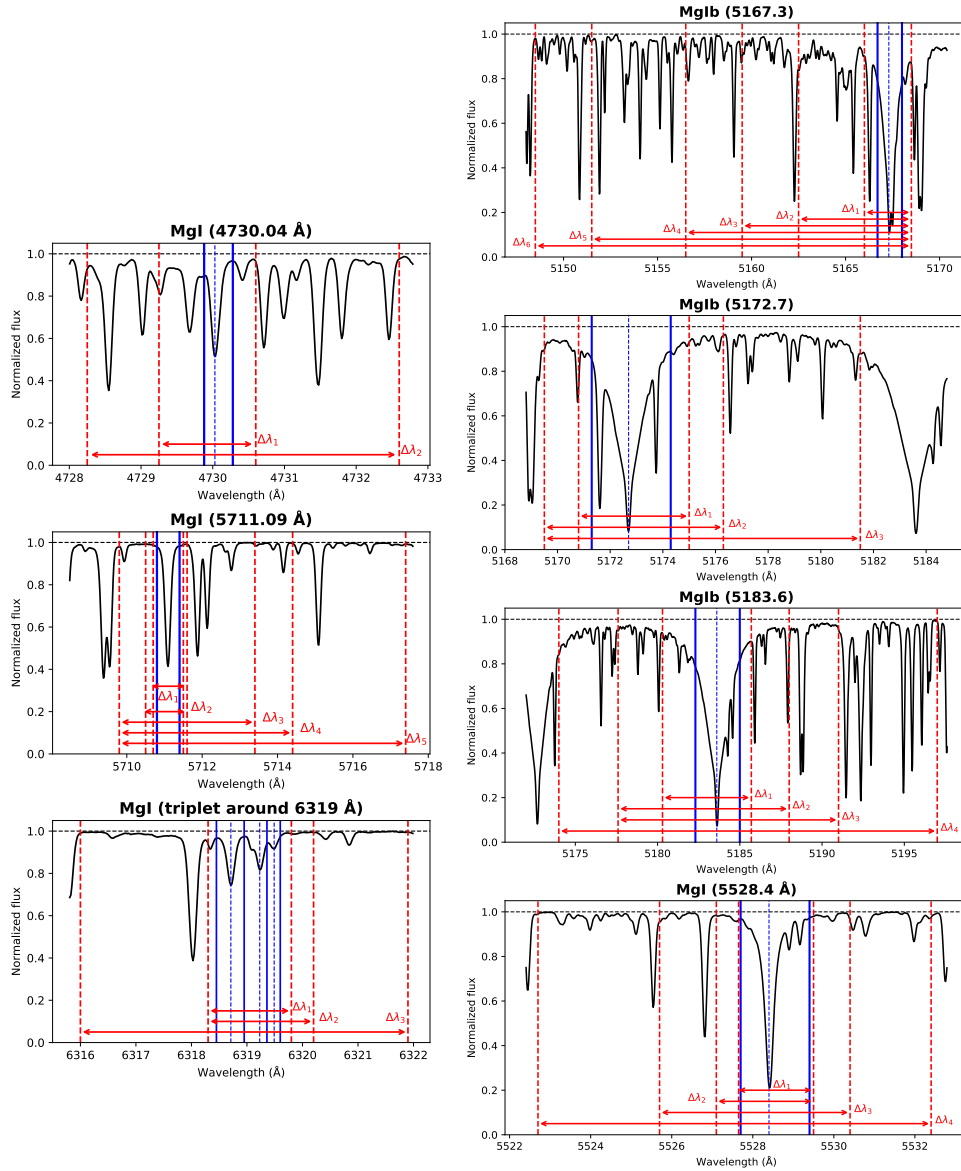 MgIb (5167.3)
Normalized flux
1.0
0.8
0.6
0.4
0.2
0.0
Δλ₁
Δλ₂
Δλ₃
Δλ₄
Δλ₅
Δλ₆
5150 5155 5160 5165 5170
Wavelength (Å)
MgI (4730.04 Å)
Normalized flux
1.0
0.8
0.6
0.4
0.2
0.0
Δλ₁
Δλ₂
4728 4729 4730 4731 4732 4733
Wavelength (Å)
MgIb (5172.7)
Normalized flux
1.0
0.8
0.6
0.4
0.2
0.0
Δλ₁
Δλ₂
Δλ₃
5168 5170 5172 5174 5176 5178 5180 5182 5184
Wavelength (Å)
MgI (5711.09 Å)
Normalized flux
1.0
0.8
0.6
0.4
0.2
0.0
Δλ₁
Δλ₂
Δλ₃
Δλ₄
Δλ₅
5710 5712 5714 5716 5718
Wavelength (Å)
MgIb (5183.6)
Normalized flux
1.0
0.8
0.6
0.4
0.2
0.0
Δλ₁
Δλ₂
Δλ₃
Δλ₄
5175 5180 5185 5190 5195
Wavelength (Å)
MgI (triplet around 6319 Å)
Normalized flux
1.0
0.8
0.6
0.4
0.2
0.0
Δλ₁
Δλ₂
Δλ₃
6316 6317 6318 6319 6320 6321 6322
Wavelength (Å)
MgI (5528.4 Å)
Normalized flux
1.0
0.8
0.6
0.4
0.2
0.0
Δλ₁
Δλ₂
Δλ₃
Δλ₄
5522 5524 5526 5528 5530 5532
Wavelength (Å)